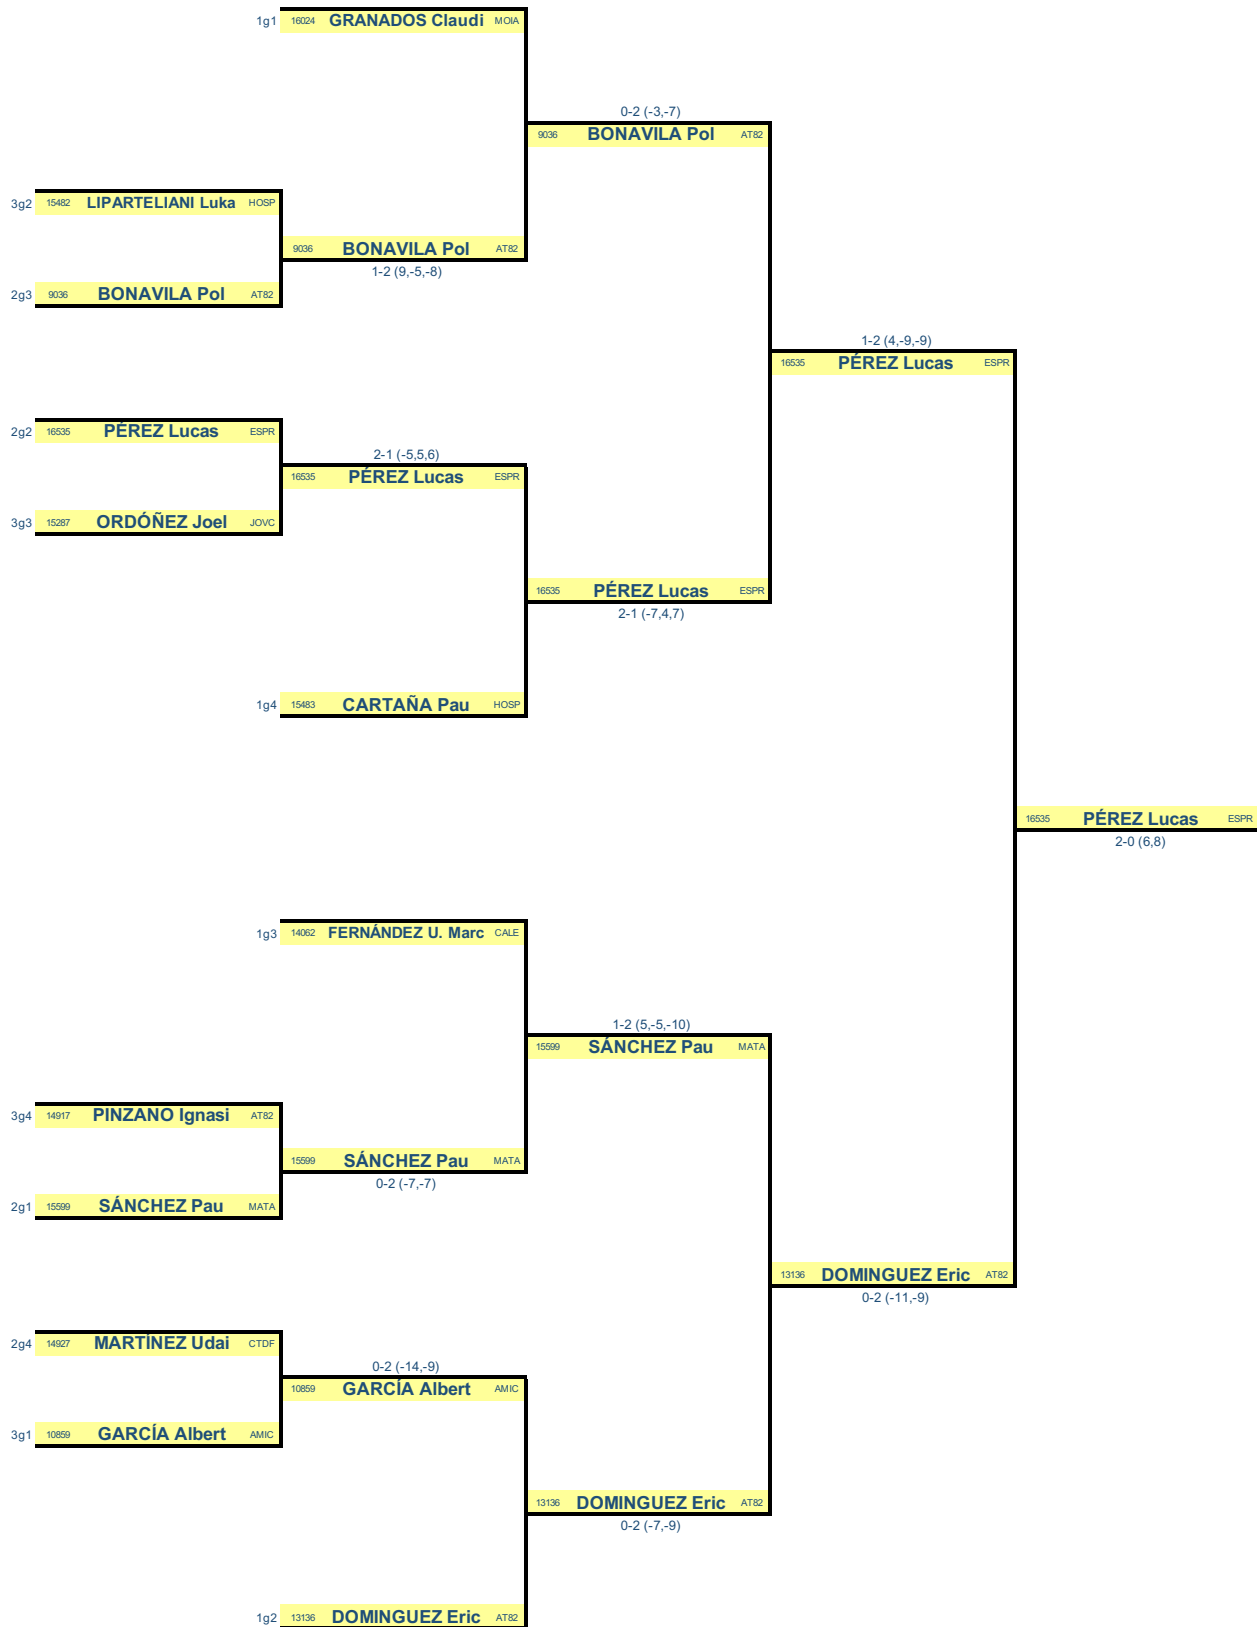 1g1 16024 GRANADOS Claudi MOIA
0-2 (-3,-7)
9036 BONAVILA Pol AT82
3g2 15482 LIPARTELIANI Luka HOSP
9036 BONAVILA Pol AT82
1-2 (9,-5,-8)
2g3 9036 BONAVILA Pol AT82
1-2 (4,-9,-9)
16535 PÉREZ Lucas ESPR
2g2 16535 PÉREZ Lucas ESPR
2-1 (-5,5,6)
16535 PÉREZ Lucas ESPR
3g3 15287 ORDÓÑEZ Joel JOVC
16535 PÉREZ Lucas ESPR
2-1 (-7,4,7)
1g4 15483 CARTAÑA Pau HOSP
16535 PÉREZ Lucas ESPR
2-0 (6,8)
1g3 14062 FERNÁNDEZ U. Marc CALE
1-2 (5,-5,-10)
15599 SÁNCHEZ Pau MATA
3g4 14917 PINZANO Ignasi AT82
15599 SÁNCHEZ Pau MATA
0-2 (-7,-7)
2g1 15599 SÁNCHEZ Pau MATA
13136 DOMINGUEZ Eric AT82
0-2 (-11,-9)
2g4 14927 MARTÍNEZ Udai CTDF
0-2 (-14,-9)
10859 GARCÍA Albert AMIC
3g1 10859 GARCÍA Albert AMIC
13136 DOMINGUEZ Eric AT82
0-2 (-7,-9)
1g2 13136 DOMINGUEZ Eric AT82